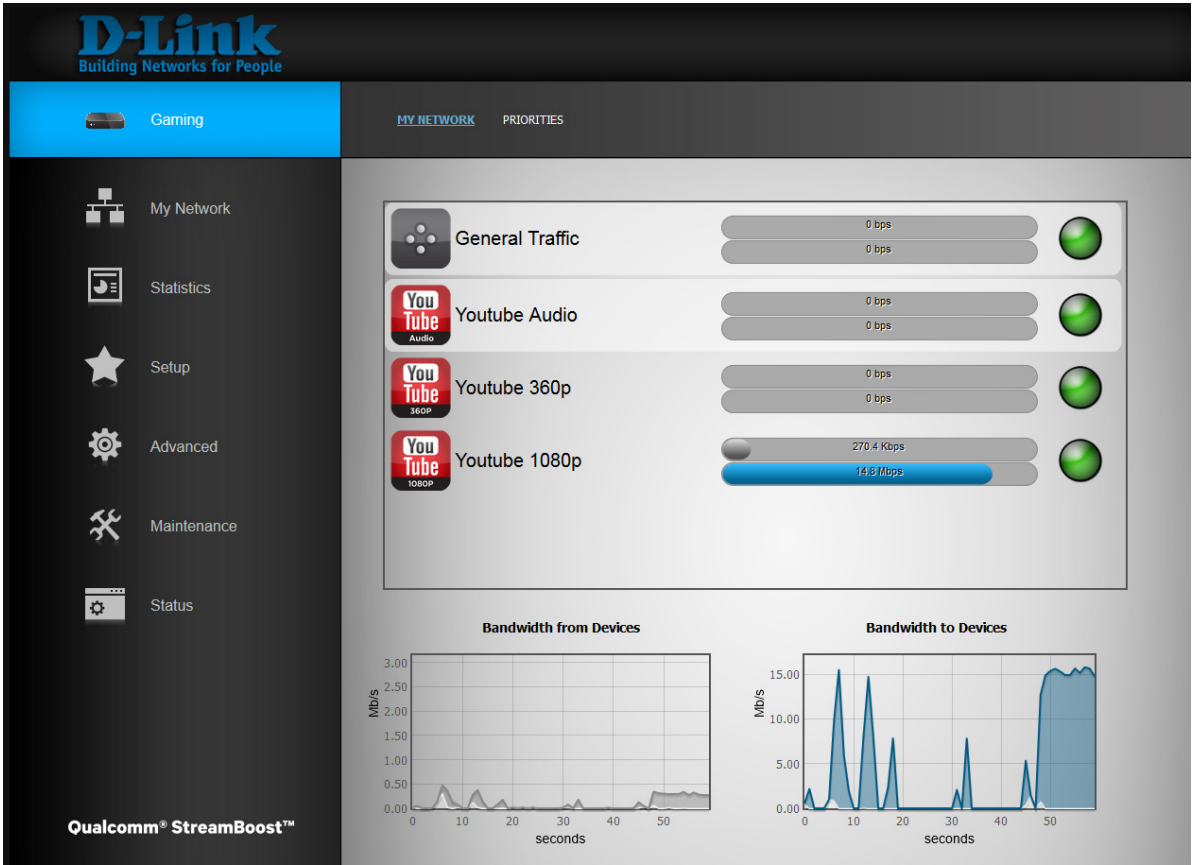 D-Link
Building Networks for People
Gaming
MY NETWORK PRIORITIES
My Network
Statistics
Setup
Advanced
Maintenance
Status
Qualcomm® StreamBoost™
General Traffic
0 bps
0 bps
You
Tube
Audio
Youtube Audio
0 bps
0 bps
You
Tube
360P
Youtube 360p
0 bps
0 bps
You
Tube
1080P
Youtube 1080p
270.4 Kbps
14.8 Mbps
Bandwidth from Devices
Mb/s
3.00
2.50
2.00
1.50
1.00
0.50
0.00
0 10 20 30 40 50
seconds
Bandwidth to Devices
Mb/s
15.00
10.00
5.00
0.00
0 10 20 30 40 50
seconds